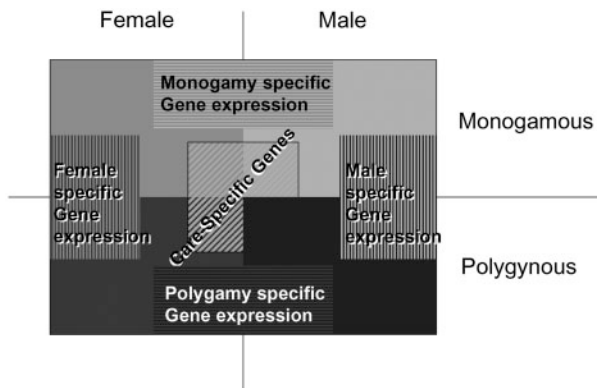 Female
Male
Monogamy specific
Gene expression
Monogamous
Female
specific
Gene
expression
Care-Specific Genes
Male
specific
Gene
expression
Polygynous
Polygamy specific
Gene expression